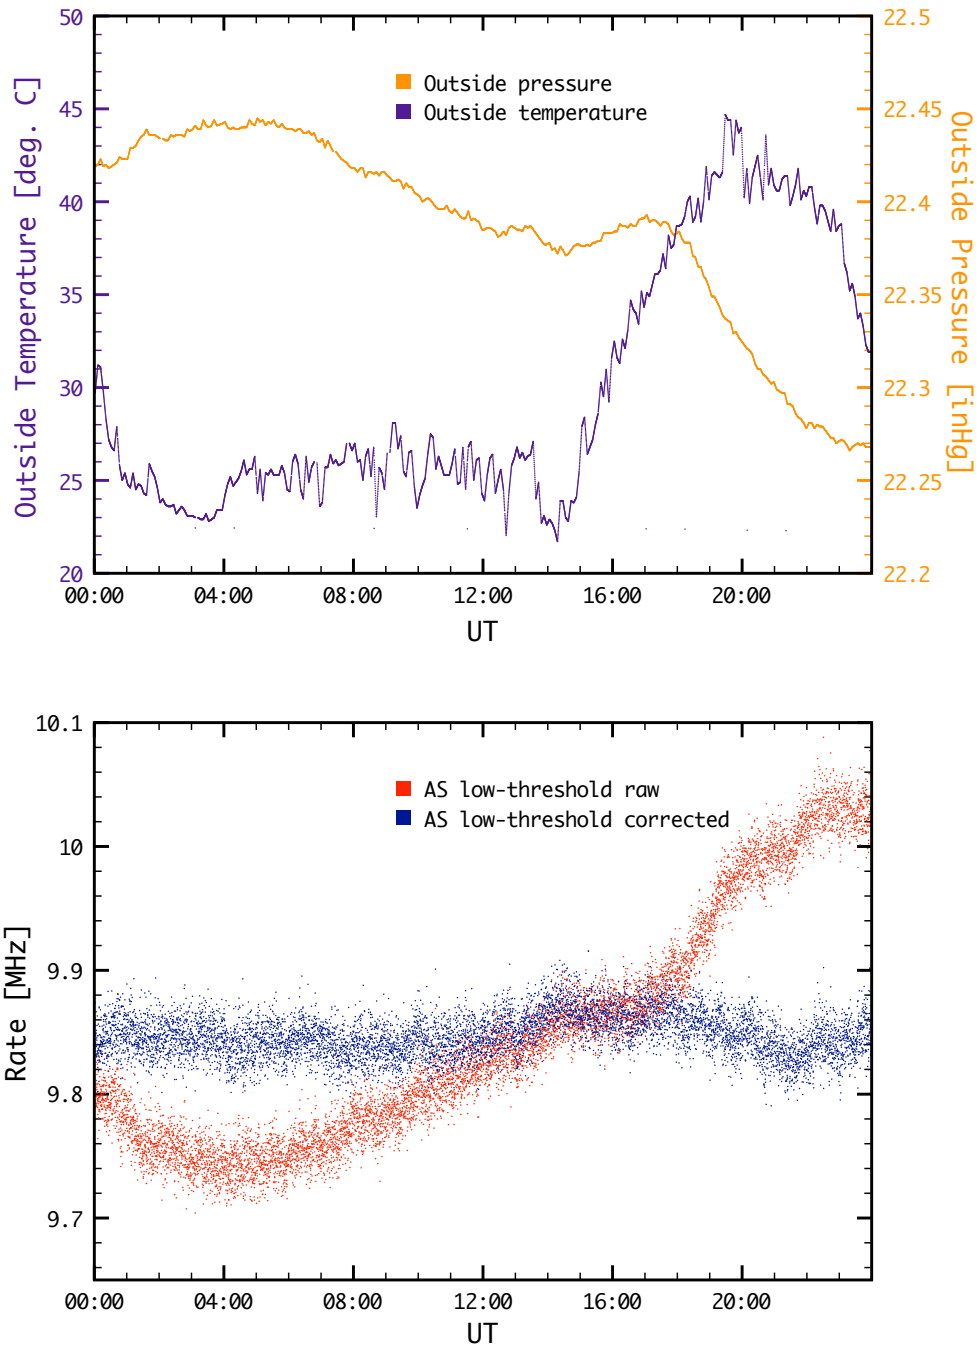 50
45
40
35
30
25
20
Outside Temperature [deg. C]
22.5
22.45
22.4
22.35
22.3
22.25
22.2
Outside Pressure [inHg]
Outside pressure
Outside temperature
00:00 04:00 08:00 12:00 16:00 20:00
UT
10.1
10
9.9
9.8
9.7
Rate [MHz]
AS low-threshold raw
AS low-threshold corrected
00:00 04:00 08:00 12:00 16:00 20:00
UT